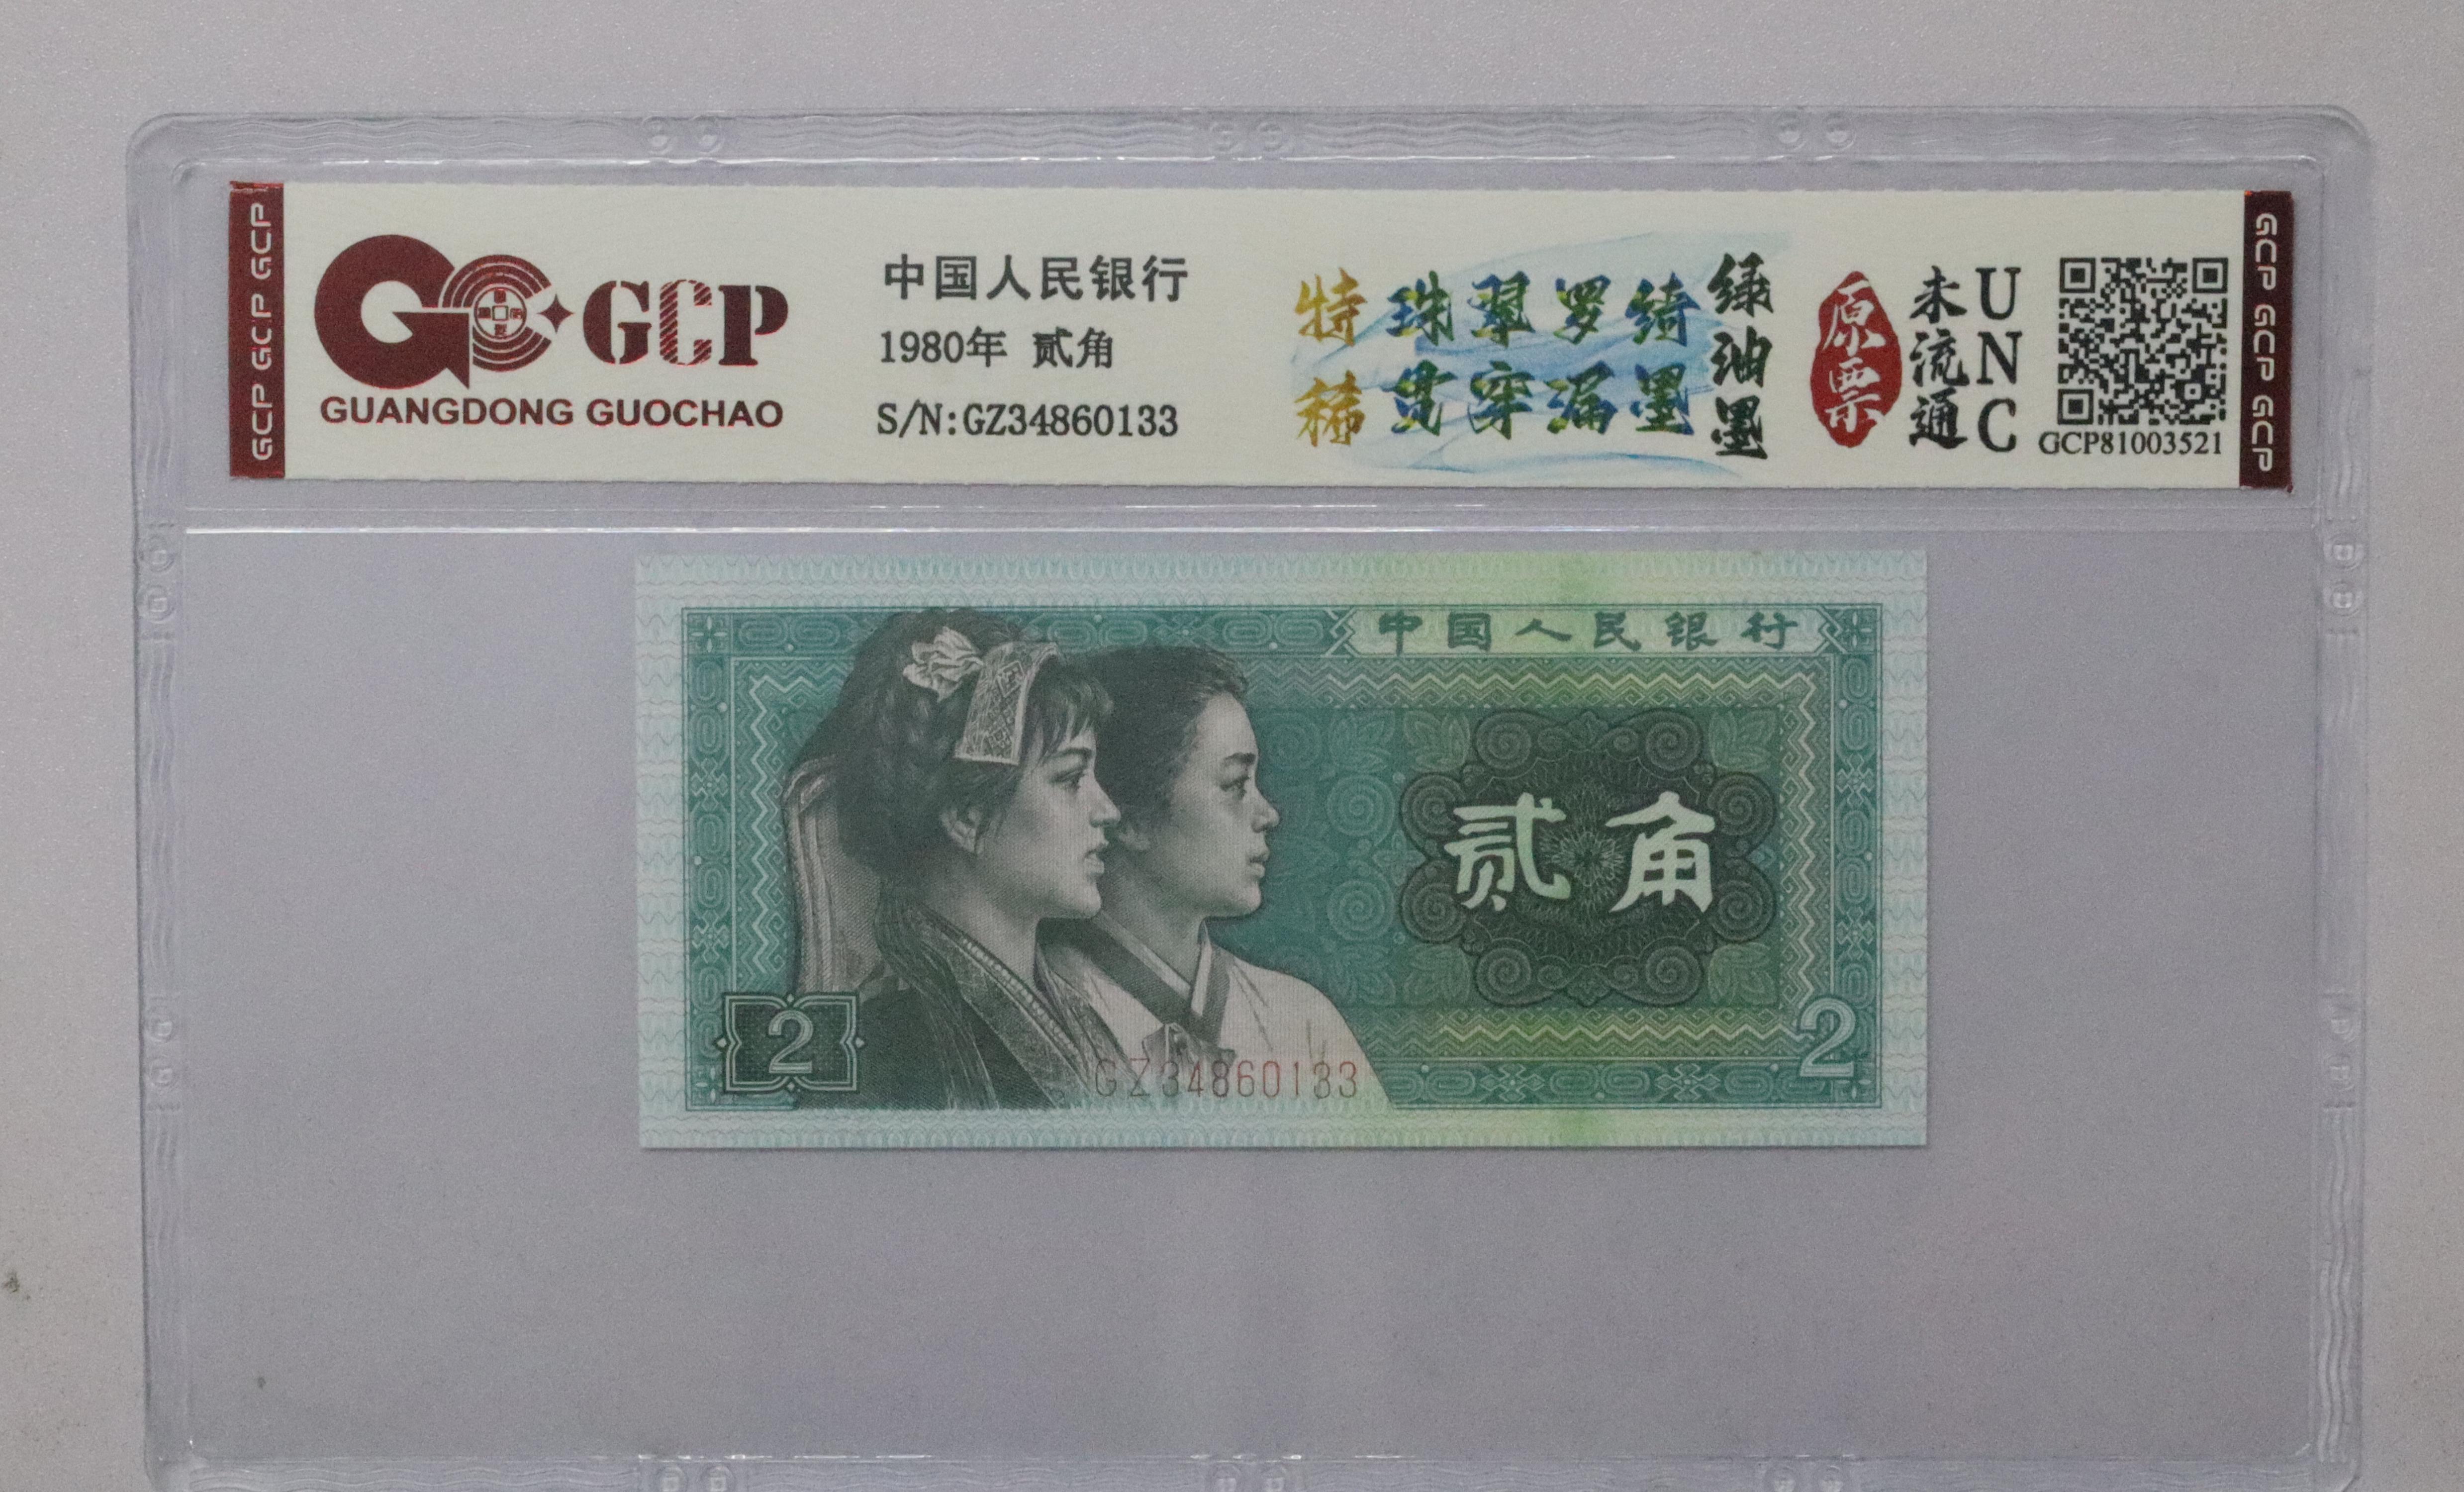 GCP GCP GCP
GCP
GUANGDONG GUOCHAO
中国人民银行
1980年 贰角
S/N:GZ34860133
特稀
珠翠罗绮
贯穿漏墨
绿油墨
原票
未流通
UNC
GCP81003521
GCP GCP GCP
中国人民银行
贰角
2
GZ34860133
2